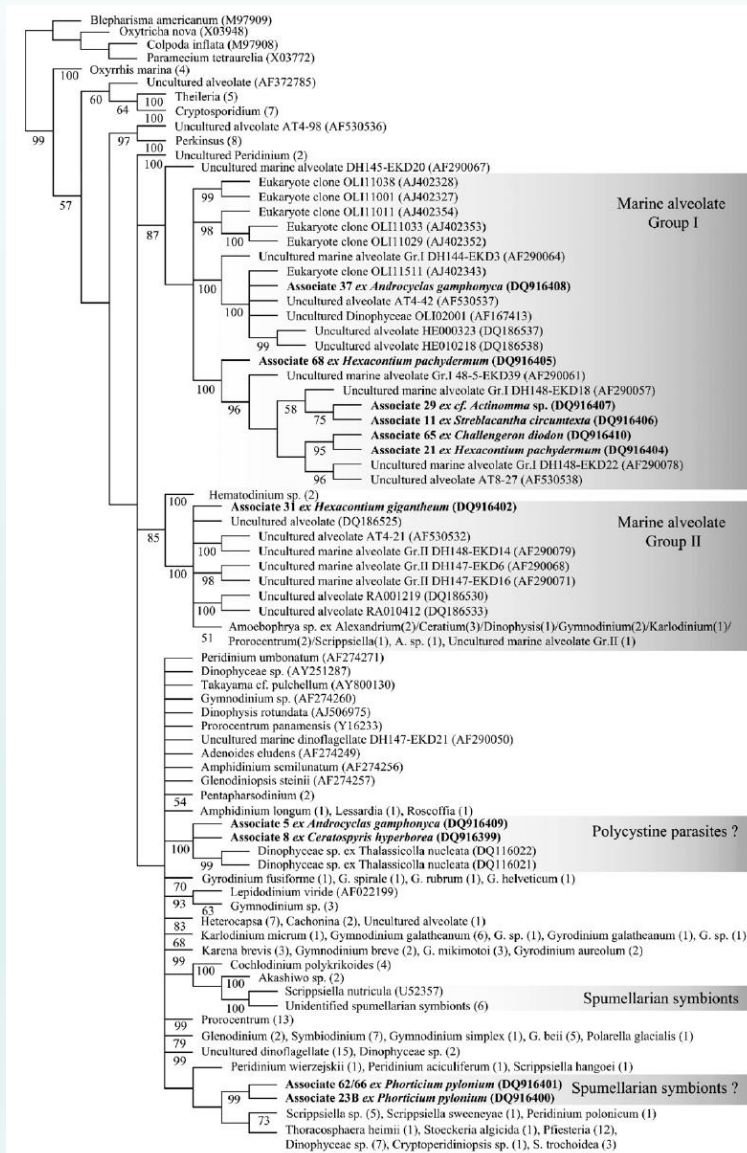 Blepharisma americanum (M97909)
Oxytricha nova (X03948)
Colpoda inflata (M97908)
Paramecium tetraurelia (X03772)
Oxyrrhis marina (4)
100
Uncultured alveolate (AF372785)
60
Theileria (5)
100
64
Cryptosporidium (7)
100
Uncultured alveolate AT4-98 (AF530536)
99
97
Perkinsus (8)
100
Uncultured Peridinium (2)
100
Uncultured marine alveolate DH145-EKD20 (AF290067)
57
Eukaryote clone OLI11038 (AJ402328)
99
Eukaryote clone OLI11001 (AJ402327)
Marine alveolate
Group I
Eukaryote clone OLI11011 (AJ402354)
98
Eukaryote clone OLI11033 (AJ402353)
87
100
Eukaryote clone OLI11029 (AJ402352)
Uncultured marine alveolate Gr.I DH144-EKD3 (AF290064)
Eukaryote clone OLI11511 (AJ402343)
100
Associate 37 ex Androcyclas gamphonyca (DQ916408)
Uncultured alveolate AT4-42 (AF530537)
Uncultured Dinophyceae OLI02001 (AF167413)
100
Uncultured alveolate HE000323 (DQ186537)
99
Uncultured alveolate HE010218 (DQ186538)
Associate 68 ex Hexacontium pachydermum (DQ916405)
Uncultured marine alveolate Gr.I 48-5-EKD39 (AF290061)
100
Uncultured marine alveolate Gr.I DH148-EKD18 (AF290057)
96
58
Associate 29 ex cf. Actinomma sp. (DQ916407)
75
Associate 11 ex Streblacantha circumtexta (DQ916406)
Associate 65 ex Challengeron diodon (DQ916410)
95
Associate 21 ex Hexacontium pachydermum (DQ916404)
Uncultured marine alveolate Gr.I DH148-EKD22 (AF290078)
96
Uncultured alveolate AT8-27 (AF530538)
Hematodinium sp. (2)
100
Associate 31 ex Hexacontium gigantheum (DQ916402)
Uncultured alveolate (DQ186525)
Marine alveolate
Group II
85
Uncultured alveolate AT4-21 (AF530532)
100
Uncultured marine alveolate Gr.II DH148-EKD14 (AF290079)
100
Uncultured marine alveolate Gr.II DH147-EKD6 (AF290068)
98
Uncultured marine alveolate Gr.II DH147-EKD16 (AF290071)
Uncultured alveolate RA001219 (DQ186530)
100
Uncultured alveolate RA010412 (DQ186533)
Amoebophrya sp. ex Alexandrium(2)/Ceratium(3)/Dinophysis(1)/Gymnodinium(2)/Karlodinium(1)/
51
Prorocentrum(2)/Scrippsiella(1), A. sp. (1), Uncultured marine alveolate Gr.II (1)
Peridinium umbonatum (AF274271)
Dinophyceae sp. (AY251287)
Takayama cf. pulchellum (AY800130)
Gymnodinium sp. (AF274260)
Dinophysis rotundata (AJ506975)
Prorocentrum panamensis (Y16233)
Uncultured marine dinoflagellate DH147-EKD21 (AF290050)
Adenoides eludens (AF274249)
Amphidinium semilunatum (AF274256)
Glenodiniopsis steinii (AF274257)
Pentapharsodinium (2)
54
Amphidinium longum (1), Lessardia (1), Roscoffia (1)
Associate 5 ex Androcyclas gamphonyca (DQ916409)
Associate 8 ex Ceratospyris hyperborea (DQ916399)
Polycystine parasites ?
100
Dinophyceae sp. ex Thalassicolla nucleata (DQ116022)
99
Dinophyceae sp. ex Thalassicolla nucleata (DQ116021)
Gyrodinium fusiforme (1), G. spirale (1), G. rubrum (1), G. helveticum (1)
70
Lepidodinium viride (AF022199)
93
63
Gymnodinium sp. (3)
Heterocapsa (7), Cachonina (2), Uncultured alveolate (1)
83
Karlodinium micrum (1), Gymnodinium galatheanum (6), G. sp. (1), Gyrodinium galatheanum (1), G. sp. (1)
68
Karena brevis (3), Gymnodinium breve (2), G. mikimotoi (3), Gyrodinium aureolum (2)
99
Cochlodinium polykrikoides (4)
100
Akashiwo sp. (2)
100
Scrippsiella nutricula (U52357)
100
Unidentified spumellarian symbionts (6)
Spumellarian symbionts
Prorocentrum (13)
99
Glenodinium (2), Symbiodinium (7), Gymnodinium simplex (1), G. beii (5), Polarella glacialis (1)
79
Uncultured dinoflagellate (15), Dinophyceae sp. (2)
99
Peridinium wierzejskii (1), Peridinium aciculiferum (1), Scrippsiella hangoei (1)
Associate 62/66 ex Phorticium pylonium (DQ916401)
Spumellarian symbionts ?
99
Associate 23B ex Phorticium pylonium (DQ916400)
Scrippsiella sp. (5), Scrippsiella sweeneyae (1), Peridinium polonicum (1)
73
Thoracosphaera heimii (1), Stoeckeria algicida (1), Pfiesteria (12),
Dinophyceae sp. (7), Cryptoperidiniopsis sp. (1), S. trochoidea (3)